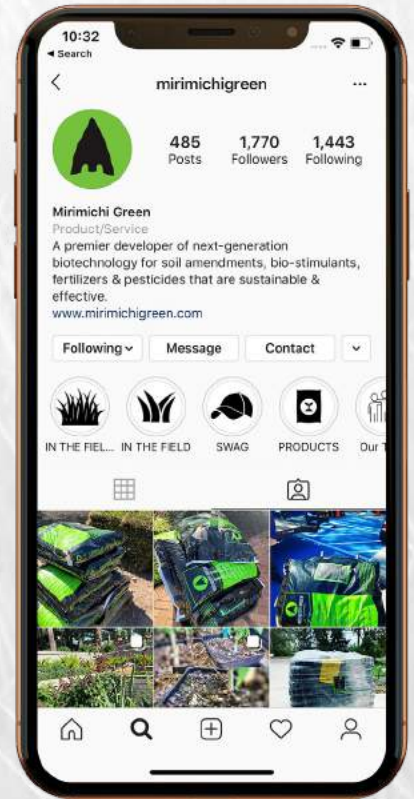 10:32
◂ Search
mirimichigreen
485 1,770 1,443
Posts Followers Following
Mirimichi Green
Product/Service
A premier developer of next-generation
biotechnology for soil amendments, bio-stimulants,
fertilizers & pesticides that are sustainable &
effective.
www.mirimichigreen.com
Following Message Contact
IN THE FIEL... IN THE FIELD SWAG PRODUCTS Our T